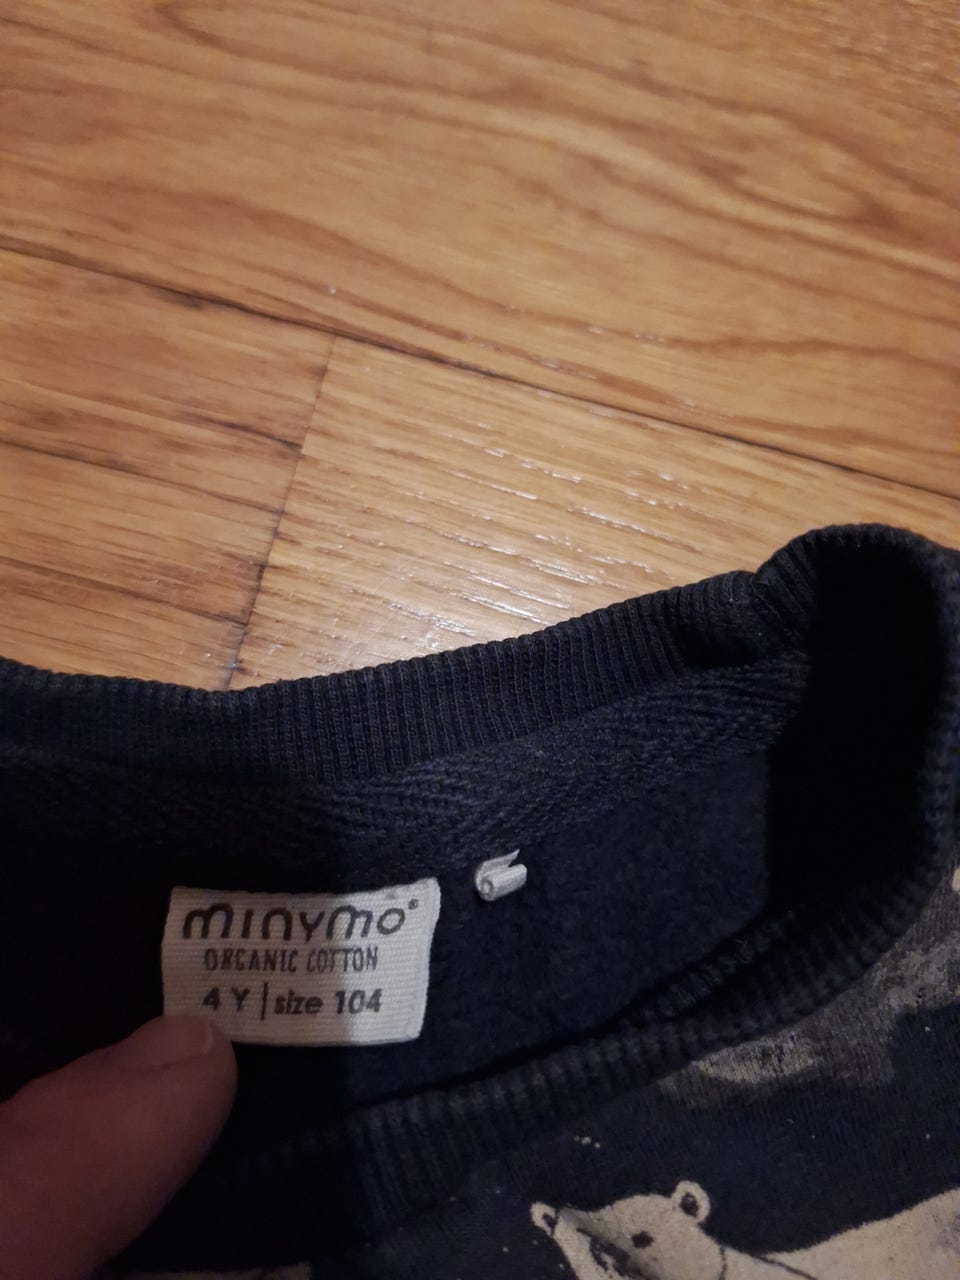 minymo®
ORGANIC COTTON
4 Y | size 104